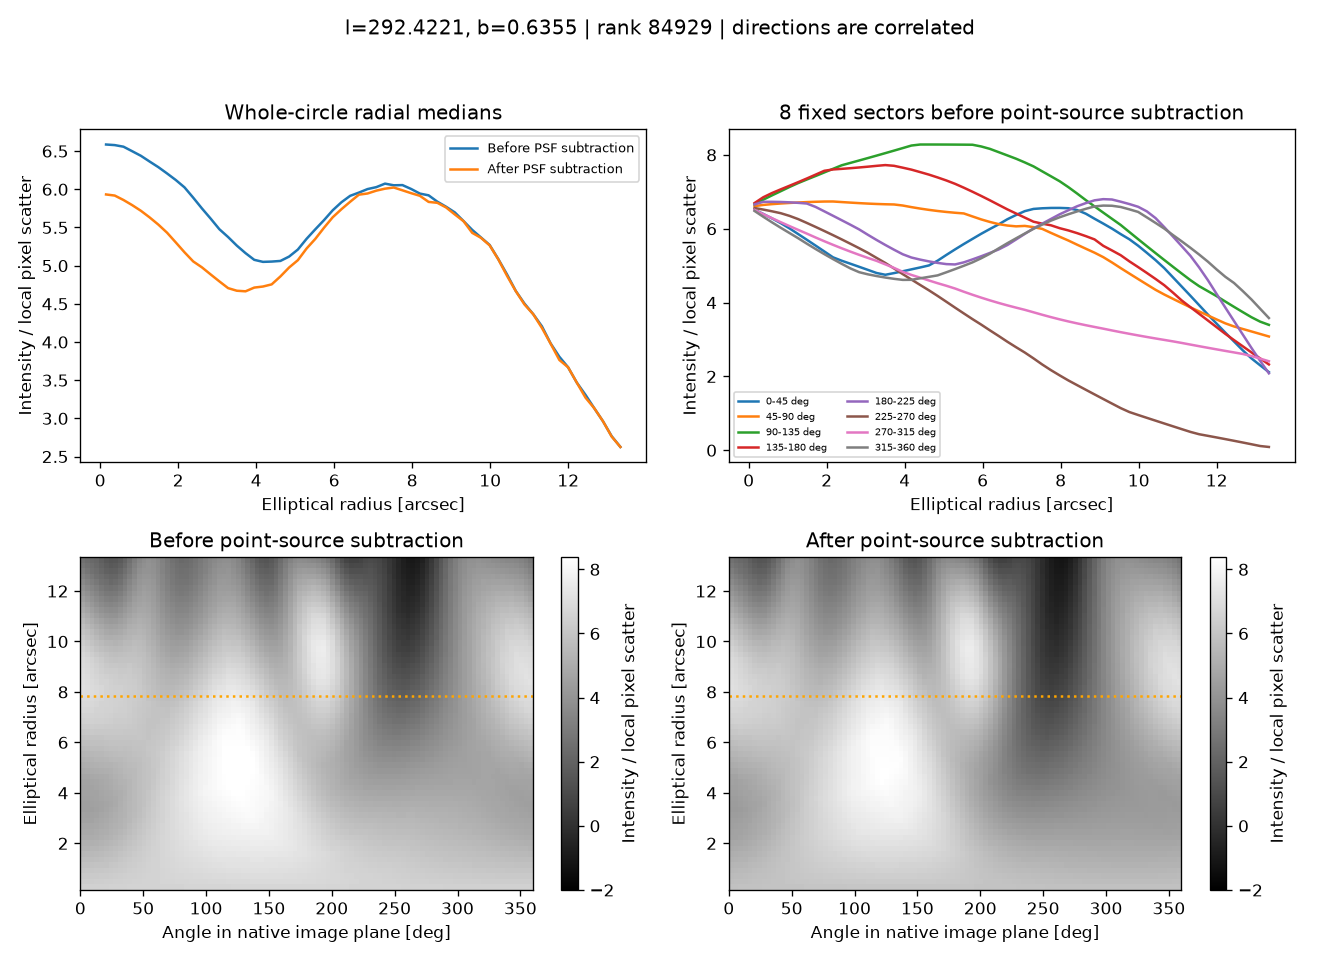 l=292.4221, b=0.6355 | rank 84929 | directions are correlated
Whole-circle radial medians
Intensity / local pixel scatter
6.5
6.0
5.5
5.0
4.5
4.0
3.5
3.0
2.5
Before PSF subtraction
After PSF subtraction
0 2 4 6 8 10 12
Elliptical radius [arcsec]
8 fixed sectors before point-source subtraction
Intensity / local pixel scatter
8
6
4
2
0
0-45 deg
45-90 deg
90-135 deg
135-180 deg
180-225 deg
225-270 deg
270-315 deg
315-360 deg
0 2 4 6 8 10 12
Elliptical radius [arcsec]
Before point-source subtraction
Elliptical radius [arcsec]
12
10
8
6
4
2
0 50 100 150 200 250 300 350
Angle in native image plane [deg]
8
6
4
2
0
−2
Intensity / local pixel scatter
After point-source subtraction
Elliptical radius [arcsec]
12
10
8
6
4
2
0 50 100 150 200 250 300 350
Angle in native image plane [deg]
8
6
4
2
0
−2
Intensity / local pixel scatter